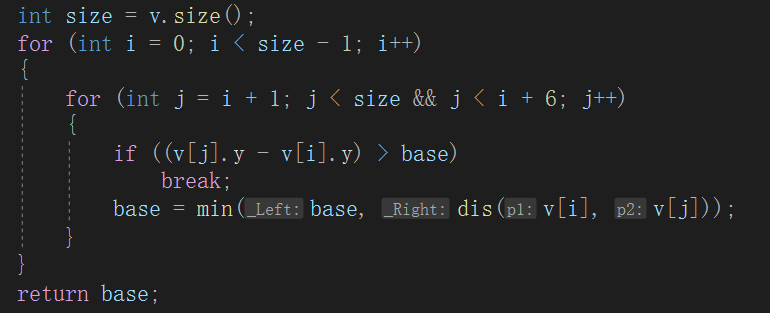 int size = v.size();
for (int i = 0; i < size - 1; i++)
{
for (int j = i + 1; j < size && j < i + 6; j++)
{
if ((v[j].y - v[i].y) > base)
break;
base = min(_Left: base, _Right: dis(p1: v[i], p2: v[j]));
}
}
return base;